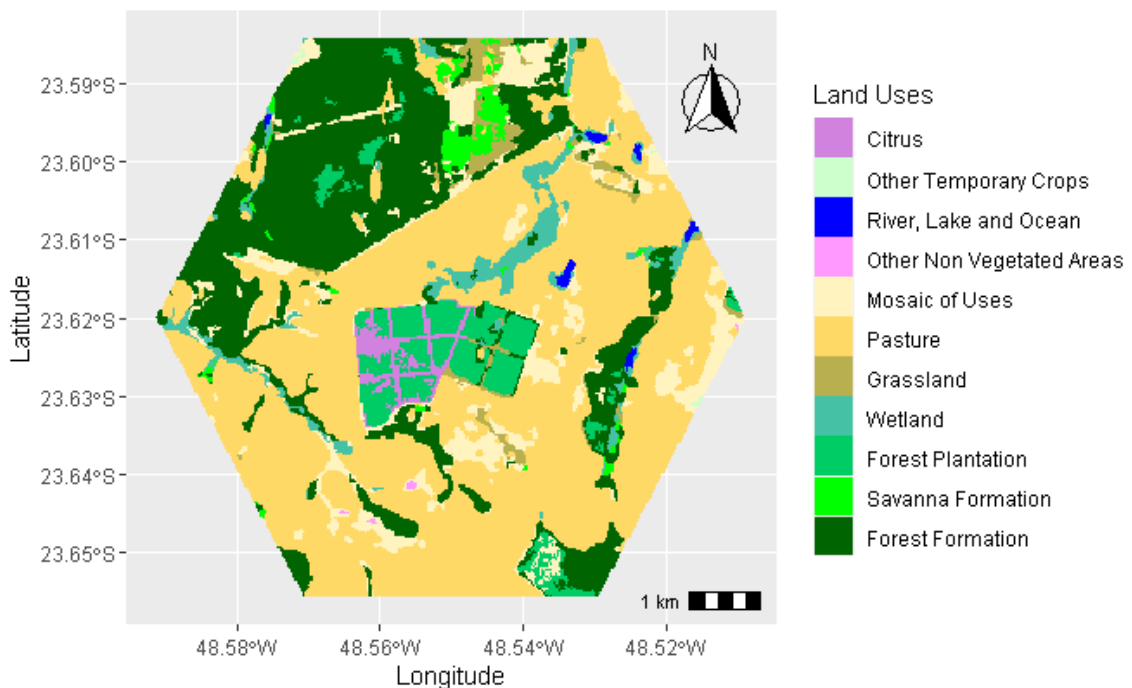 N
23.59°S
23.60°S
23.61°S
23.62°S
23.63°S
23.64°S
23.65°S
Latitude
1 km
48.58°W 48.56°W 48.54°W 48.52°W
Longitude
Land Uses
Citrus
Other Temporary Crops
River, Lake and Ocean
Other Non Vegetated Areas
Mosaic of Uses
Pasture
Grassland
Wetland
Forest Plantation
Savanna Formation
Forest Formation